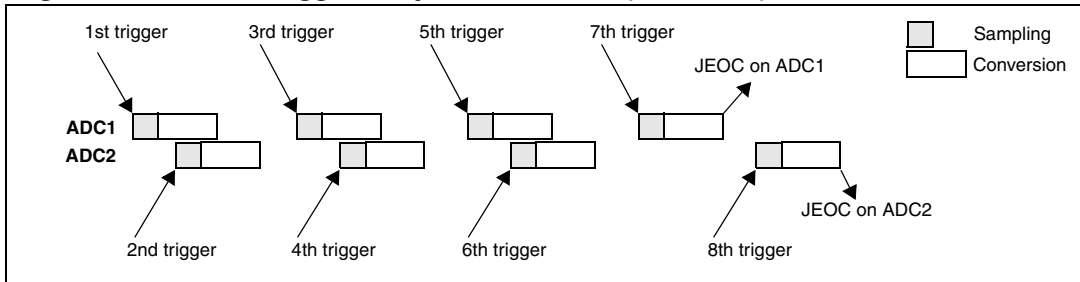 1st trigger
3rd trigger
5th trigger
7th trigger
Sampling
Conversion
JEOC on ADC1
ADC1
ADC2
JEOC on ADC2
2nd trigger
4th trigger
6th trigger
8th trigger